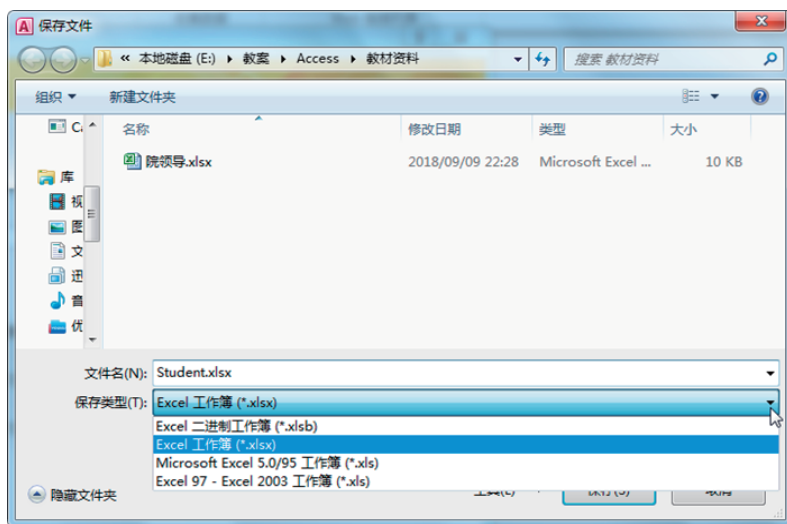 保存文件
« 本地磁盘 (E:) 教案 Access 教材资料 搜索 教材资料
组织 新建文件夹
名称 修改日期 类型 大小
院领导.xlsx 2018/09/09 22:28 Microsoft Excel ... 10 KB
库
文件名(N): Student.xlsx
保存类型(T): Excel 工作簿 (*.xlsx)
Excel 二进制工作簿 (*.xlsb)
Excel 工作簿 (*.xlsx)
Microsoft Excel 5.0/95 工作簿 (*.xls)
Excel 97 - Excel 2003 工作簿 (*.xls)
隐藏文件夹